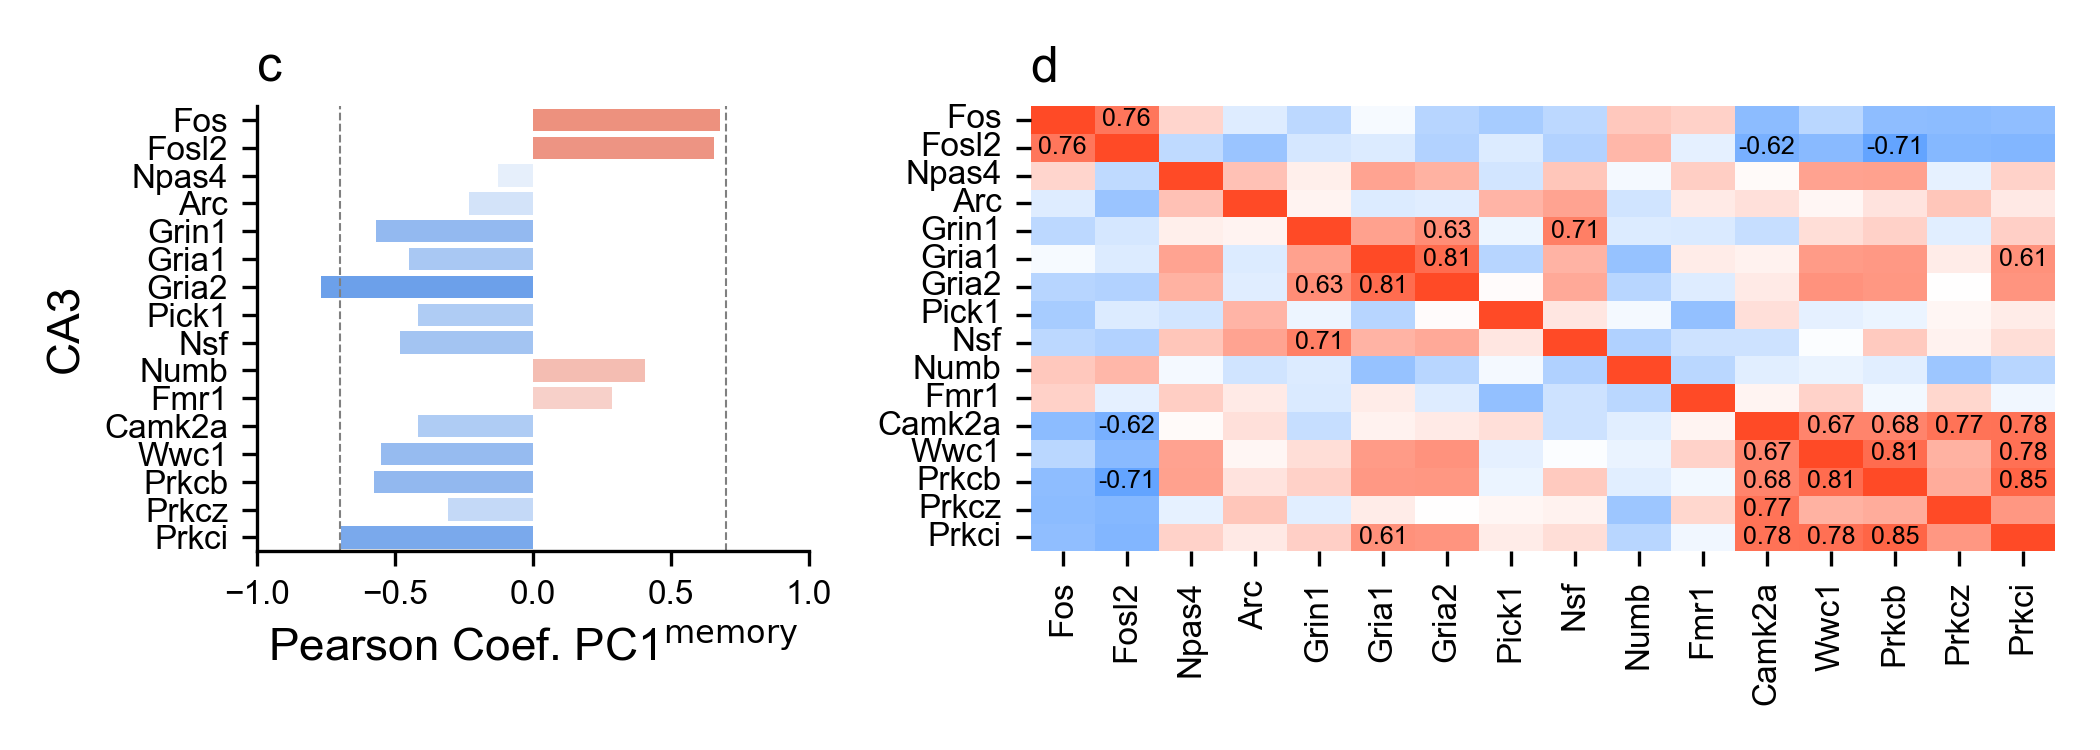 c
CA3
Fos
Fosl2
Npas4
Arc
Grin1
Gria1
Gria2
Pick1
Nsf
Numb
Fmr1
Camk2a
Wwc1
Prkcb
Prkcz
Prkci
−1.0 −0.5 0.0 0.5 1.0
Pearson Coef. PC1memory
d
Fos 0.76
Fosl2 0.76 -0.62 -0.71
Npas4
Arc
Grin1 0.63 0.71
Gria1 0.81 0.61
Gria2 0.63 0.81
Pick1
Nsf 0.71
Numb
Fmr1
Camk2a -0.62 0.67 0.68 0.77 0.78
Wwc1 0.67 0.81 0.78
Prkcb -0.71 0.68 0.81 0.85
Prkcz 0.77
Prkci 0.61 0.78 0.78 0.85
Fos
Fosl2
Npas4
Arc
Grin1
Gria1
Gria2
Pick1
Nsf
Numb
Fmr1
Camk2a
Wwc1
Prkcb
Prkcz
Prkci